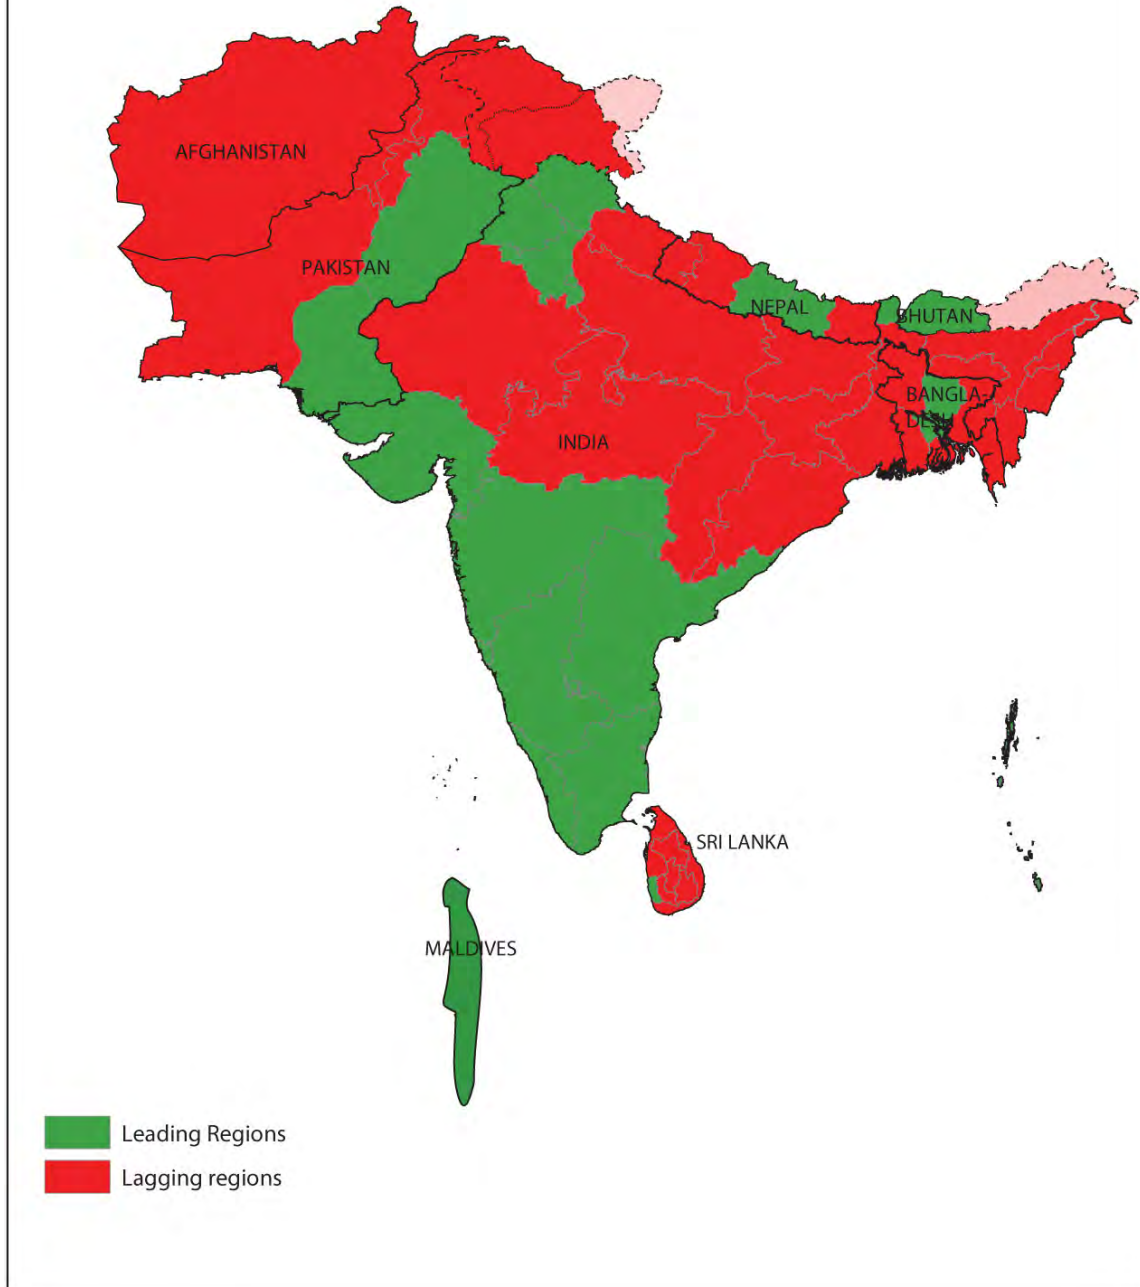 AFGHANISTAN
PAKISTAN
NEPAL
BHUTAN
BANGLA-
DESH
INDIA
SRI LANKA
MALDIVES
Leading Regions
Lagging regions